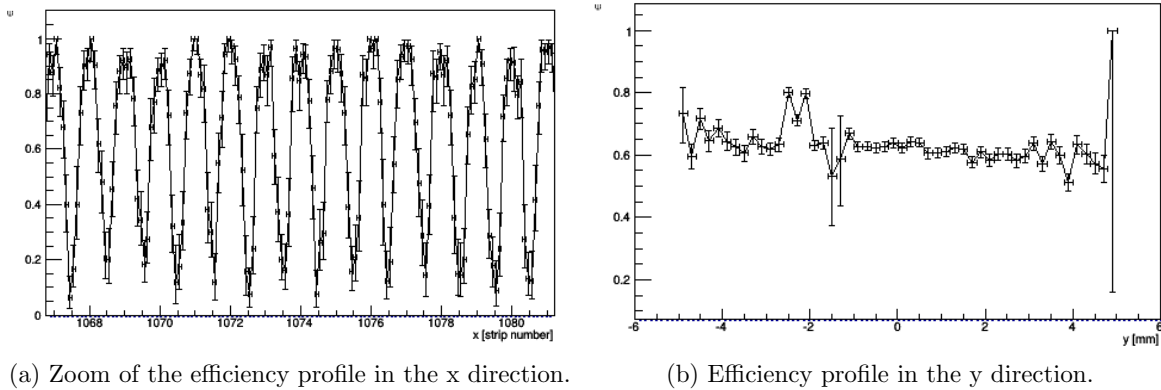 ε
1
0.8
0.6
0.4
0.2
0
1068 1070 1072 1074 1076 1078 1080
x [strip number]
(a) Zoom of the efficiency profile in the x direction.
ε
1
0.8
0.6
0.4
0.2
-6 -4 -2 0 2 4 6
y [mm]
(b) Efficiency profile in the y direction.